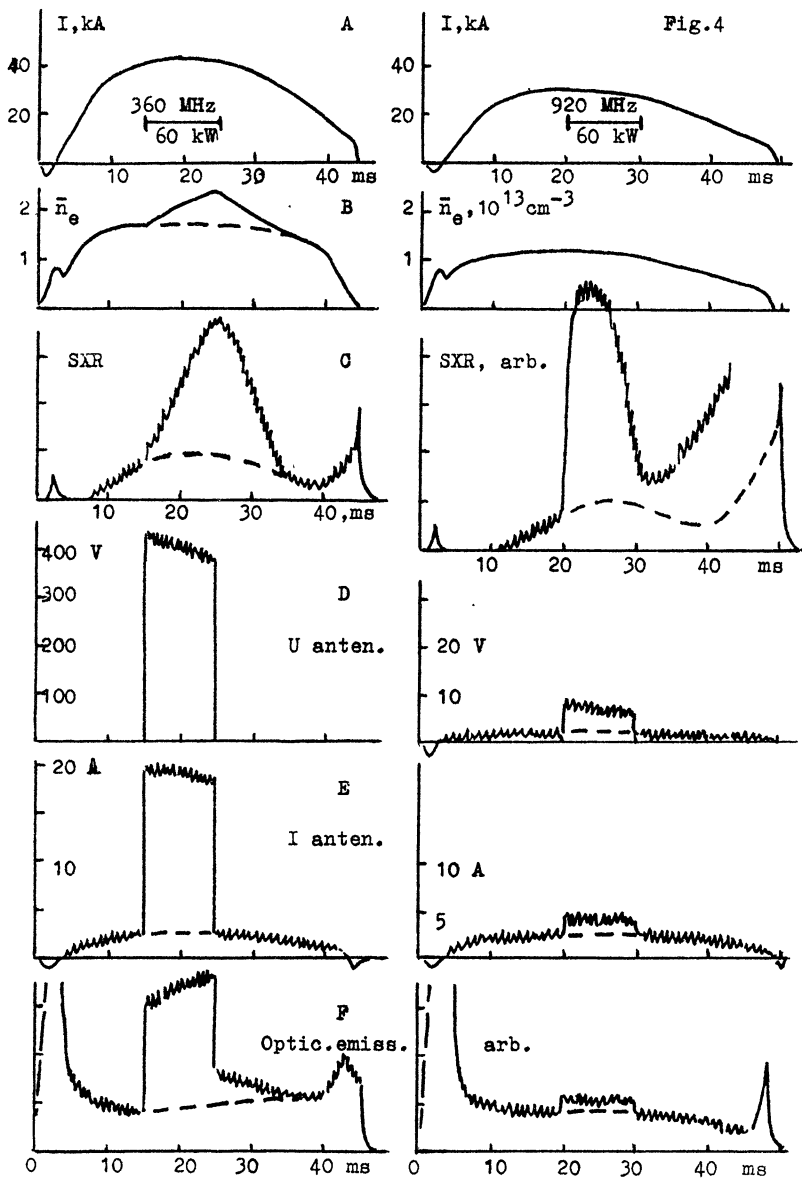 I,kA A
40
20
360 MHz
60 kW
10 20 30 40 ms
2
1
n̄e B
SXR C
10 20 30 40,ms
400 V
300
200
100
D
U anten.
20 A
10
E
I anten.
F
Optic.emiss.
0 10 20 30 40 ms
I,kA Fig.4
40
20
920 MHz
60 kW
10 20 30 40 ms
n̄e, 10¹³cm⁻³
2
1
SXR, arb.
10 20 30 40 ms
20 V
10
10 A
5
arb.
0 10 20 30 40 ms